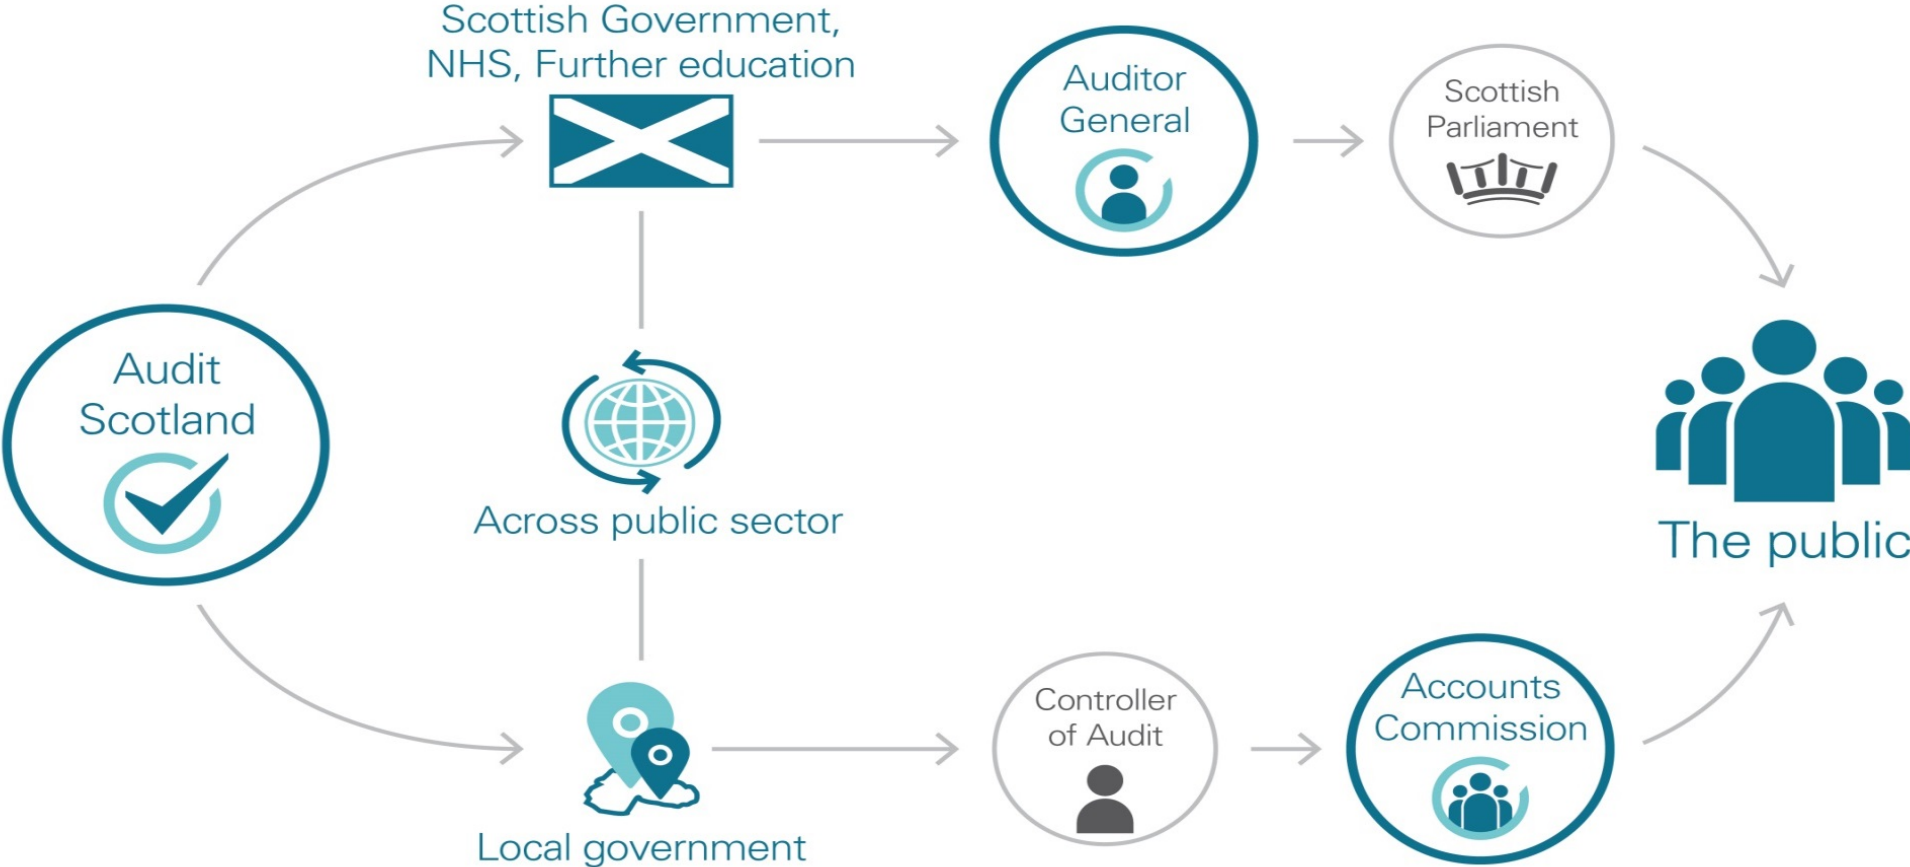 Scottish Government,
NHS, Further education
Auditor
General
Scottish
Parliament
Audit
Scotland
Across public sector
The public
Controller
of Audit
Accounts
Commission
Local government